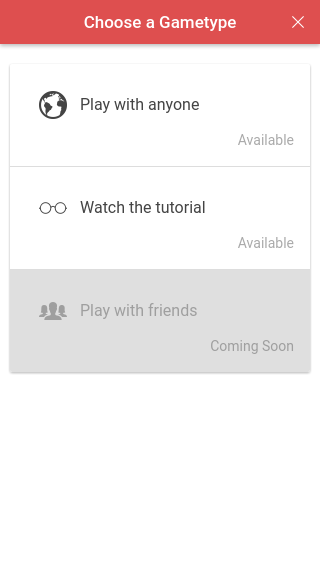 Choose a Gametype
Play with anyone
Available
Watch the tutorial
Available
Play with friends
Coming Soon